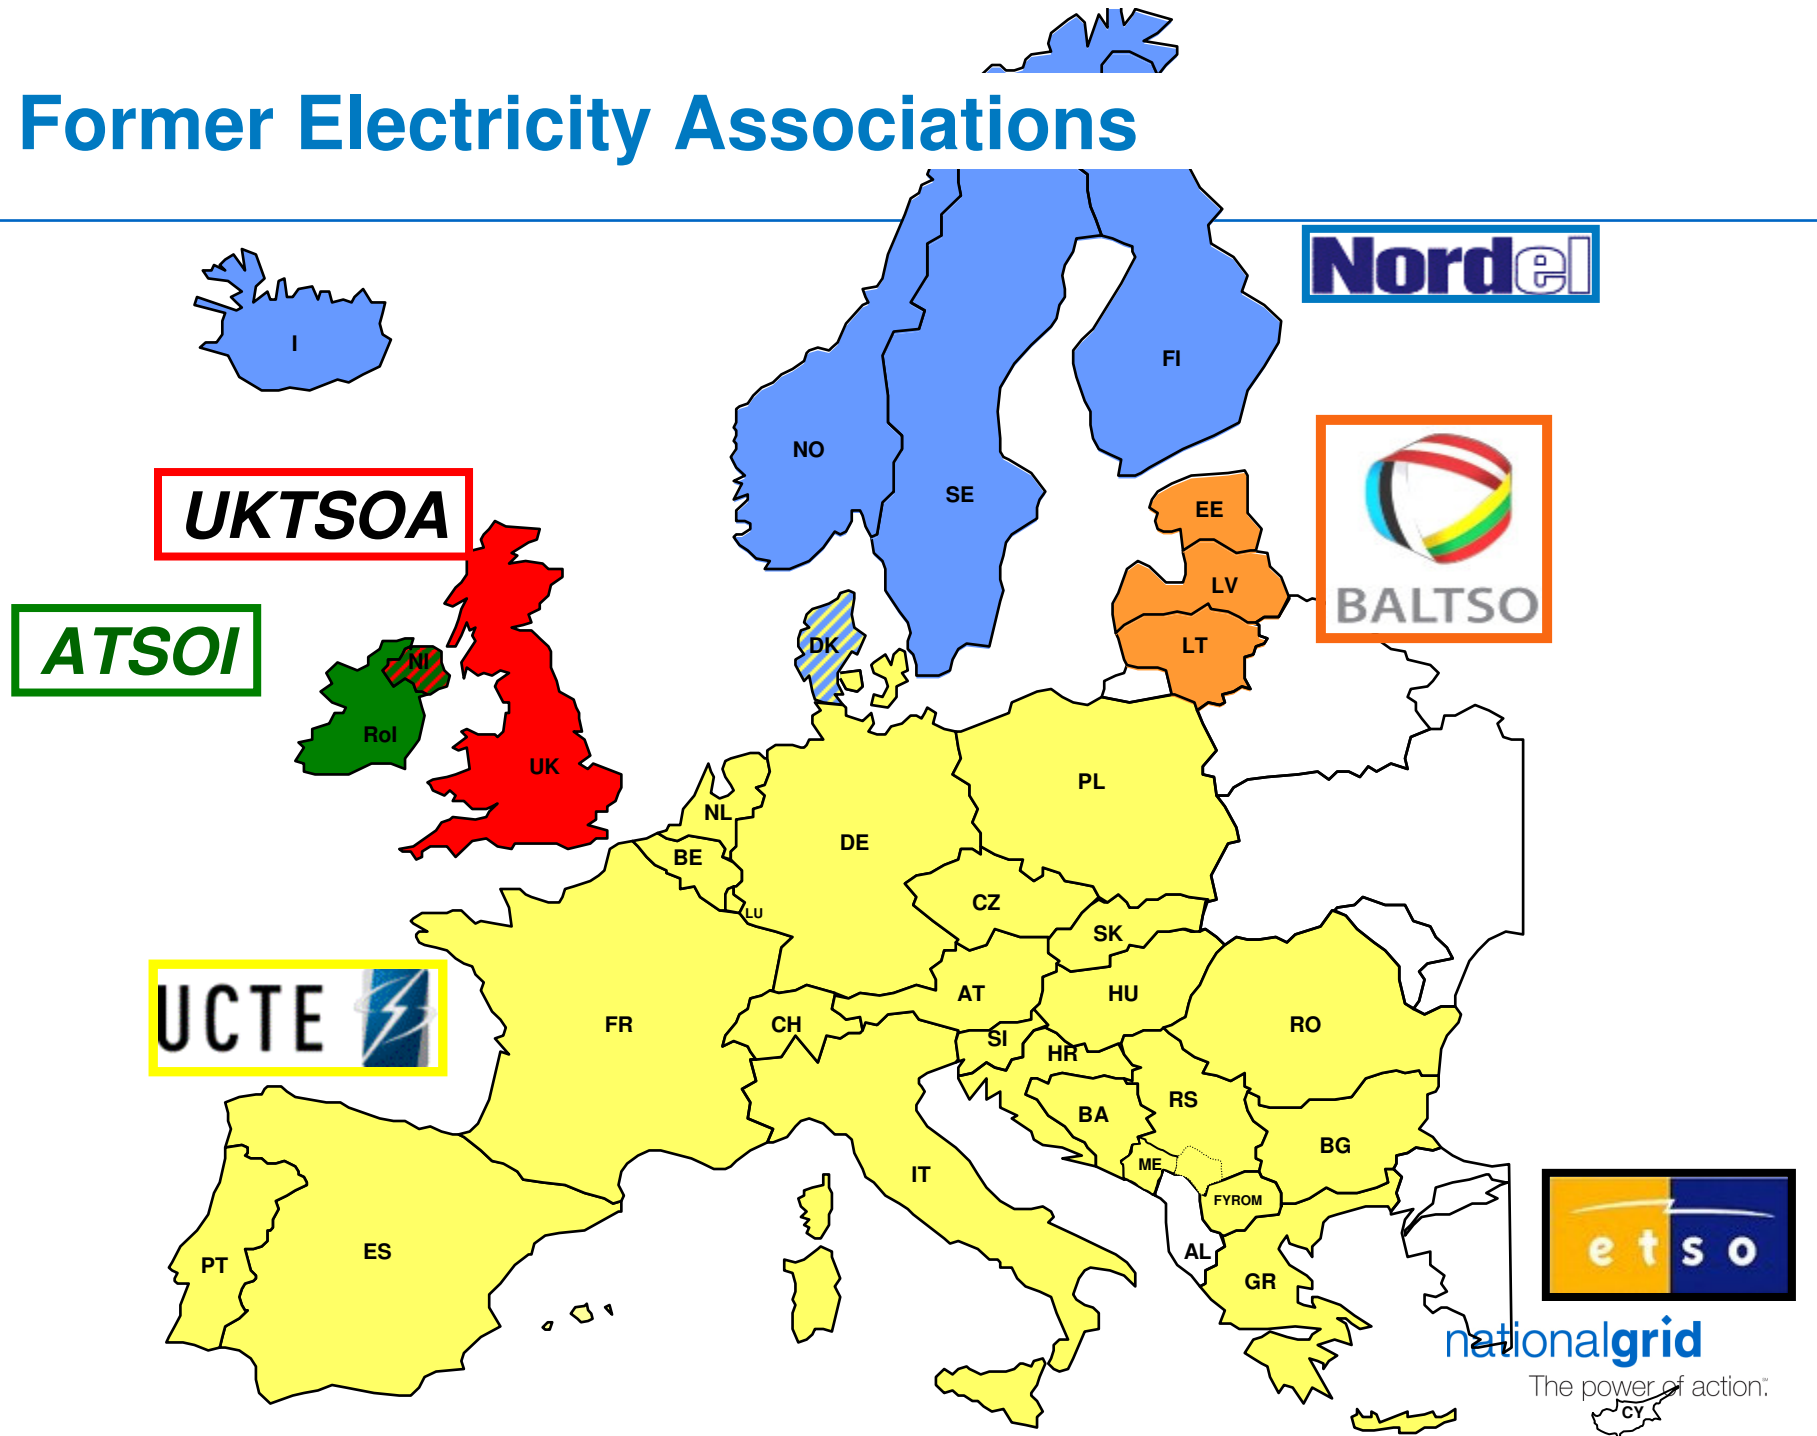 Former Electricity Associations
Nordel
I
FI
NO
SE
UKTSOA
EE
LV
BALTSO
ATSOI
NI
DK
LT
RoI
UK
PL
NL
DE
BE
CZ
LU
SK
UCTE
AT
HU
FR
CH
RO
SI
HR
RS
BA
BG
ME
IT
FYROM
PT
ES
AL
etso
GR
nationalgrid
The power of action.
CY